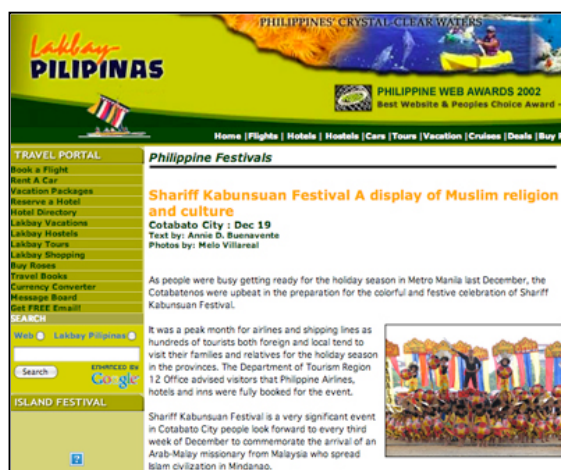 PHILIPPINES' CRYSTAL-CLEAR WATERS
Lakbay
PILIPINAS
PHILIPPINE WEB AWARDS 2002
Best Website & Peoples Choice Award -
Home |Flights | Hotels | Hostels |Cars |Tours |Vacation |Cruises |Deals |Buy
TRAVEL PORTAL
Book a Flight
Rent A Car
Vacation Packages
Reserve a Hotel
Hotel Directory
Lakbay Vacations
Lakbay Hostels
Lakbay Tours
Lakbay Shopping
Buy Roses
Travel Books
Currency Converter
Message Board
Get FREE Email!
SEARCH
Web Lakbay Pilipinas
Search
ENHANCED BY
Google
ISLAND FESTIVAL
?
Philippine Festivals
Shariff Kabunsuan Festival A display of Muslim religion
and culture
Cotabato City : Dec 19
Text by: Annie D. Buenavente
Photos by: Melo Villareal
As people were busy getting ready for the holiday season in Metro Manila last December, the
Cotabatenos were upbeat in the preparation for the colorful and festive celebration of Shariff
Kabunsuan Festival.
It was a peak month for airlines and shipping lines as
hundreds of tourists both foreign and local tend to
visit their families and relatives for the holiday season
in the provinces. The Department of Tourism Region
12 Office advised visitors that Philippine Airlines,
hotels and inns were fully booked for the event.
Shariff Kabunsuan Festival is a very significant event
in Cotabato City people look forward to every third
week of December to commemorate the arrival of an
Arab-Malay missionary from Malaysia who spread
Islam civilization in Mindanao.